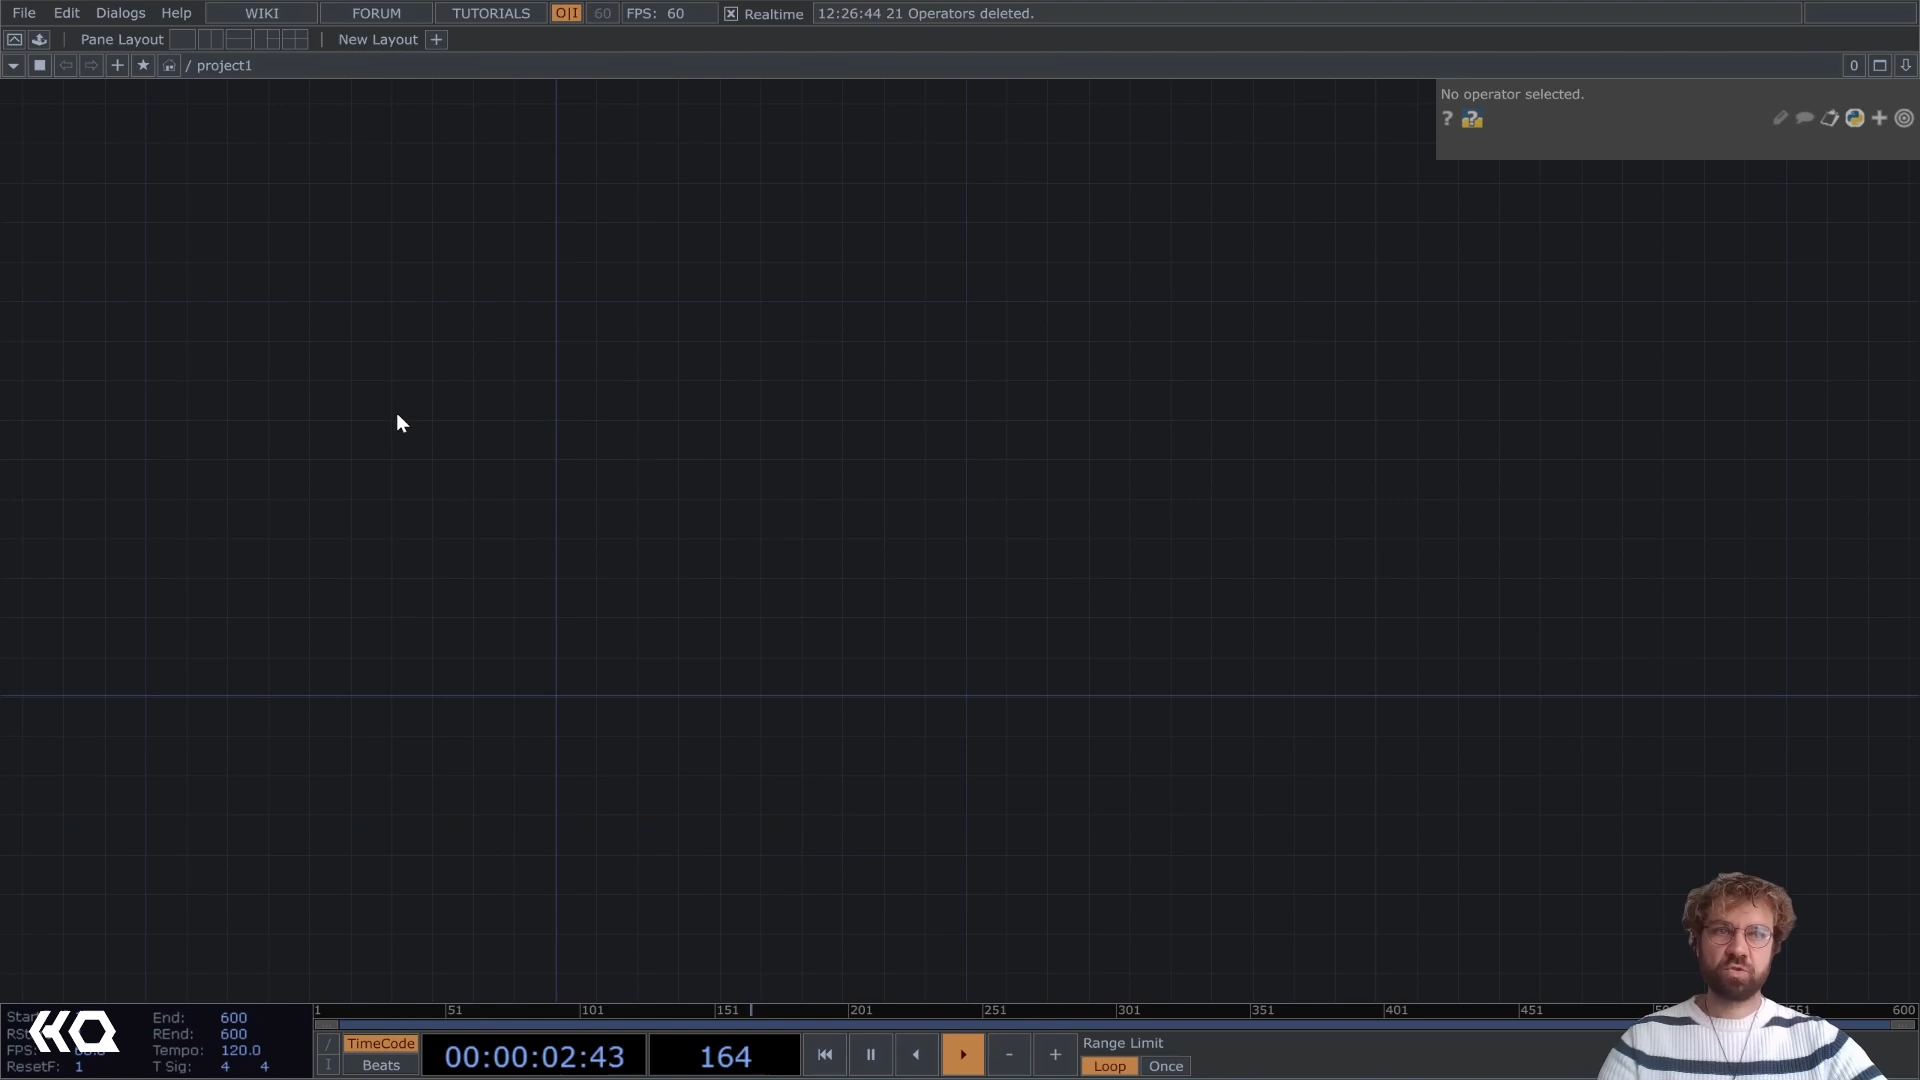 File Edit Dialogs Help WIKI FORUM TUTORIALS O|I 60 FPS: 60 Realtime 12:26:44 21 Operators deleted.
Pane Layout New Layout +
/ project1 0
No operator selected.
? ?
1 51 101 151 201 251 301 351 401 451 551 600
End: 600
REnd: 600
FPS: Tempo: 120.0
ResetF: 1 T Sig: 4 4
/ TimeCode
I Beats
00:00:02:43 164 - +
Range Limit
Loop Once
HQ